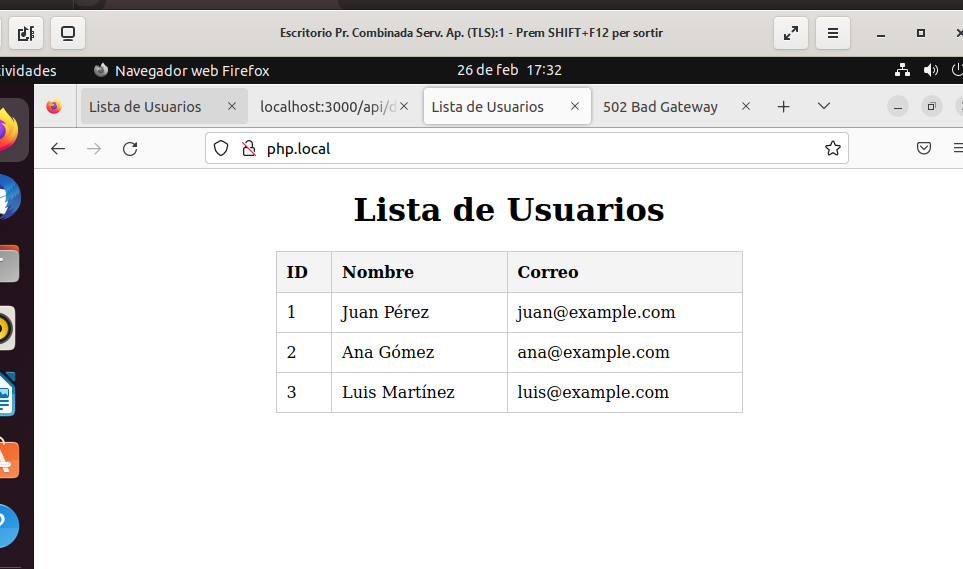 Escritorio Pr. Combinada Serv. Ap. (TLS):1 - Prem SHIFT+F12 per sortir
ividades Navegador web Firefox 26 de feb 17:32
Lista de Usuarios localhost:3000/api/d Lista de Usuarios 502 Bad Gateway
php.local
Lista de Usuarios
ID Nombre Correo
1 Juan Pérez juan@example.com
2 Ana Gómez ana@example.com
3 Luis Martínez luis@example.com